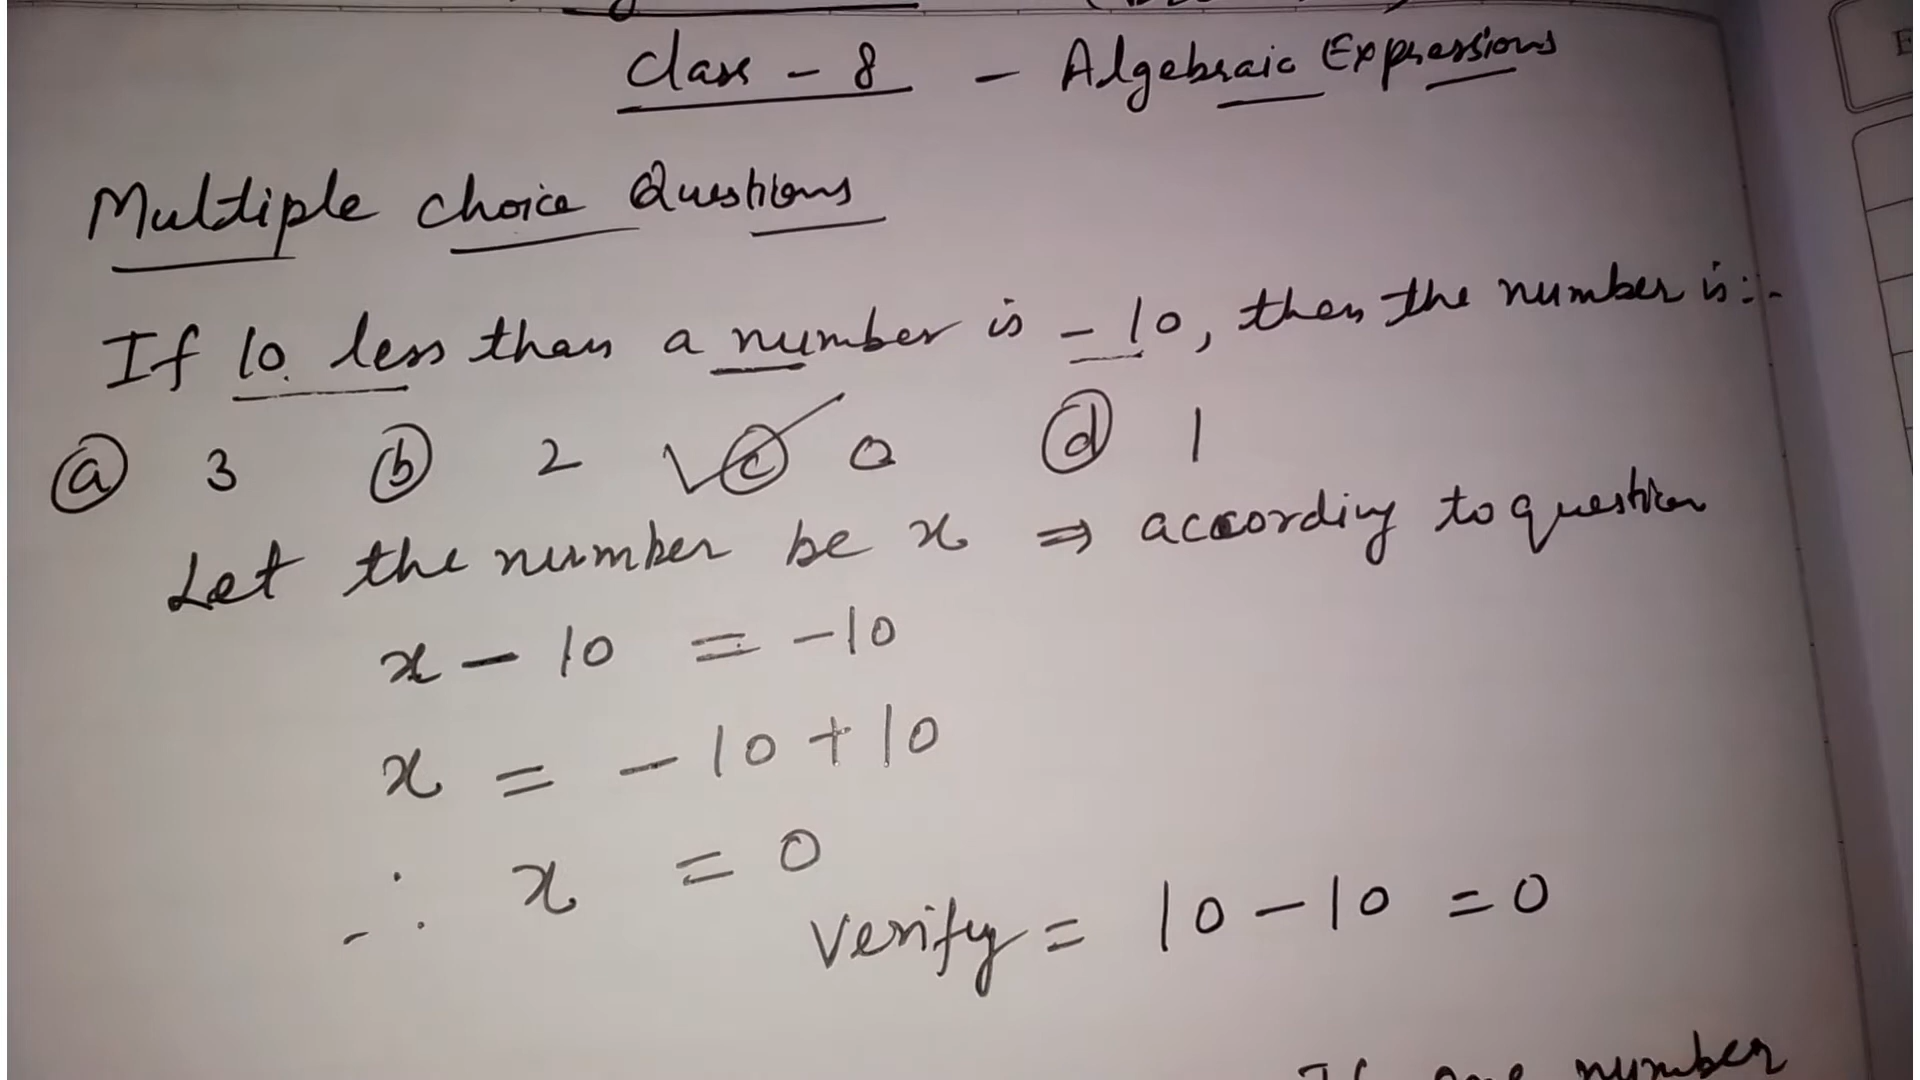 Class - 8 - Algebraic Expressions
Multiple choice Questions
If 10 less than a number is - 10, then the number is :-
(a) 3 (b) 2 (c) 0 (d) 1
Let the number be x ⇒ according to question
x - 10 = -10
x = - 10 + 10
∴ x = 0
Verify = 10 - 10 = 0
If one number